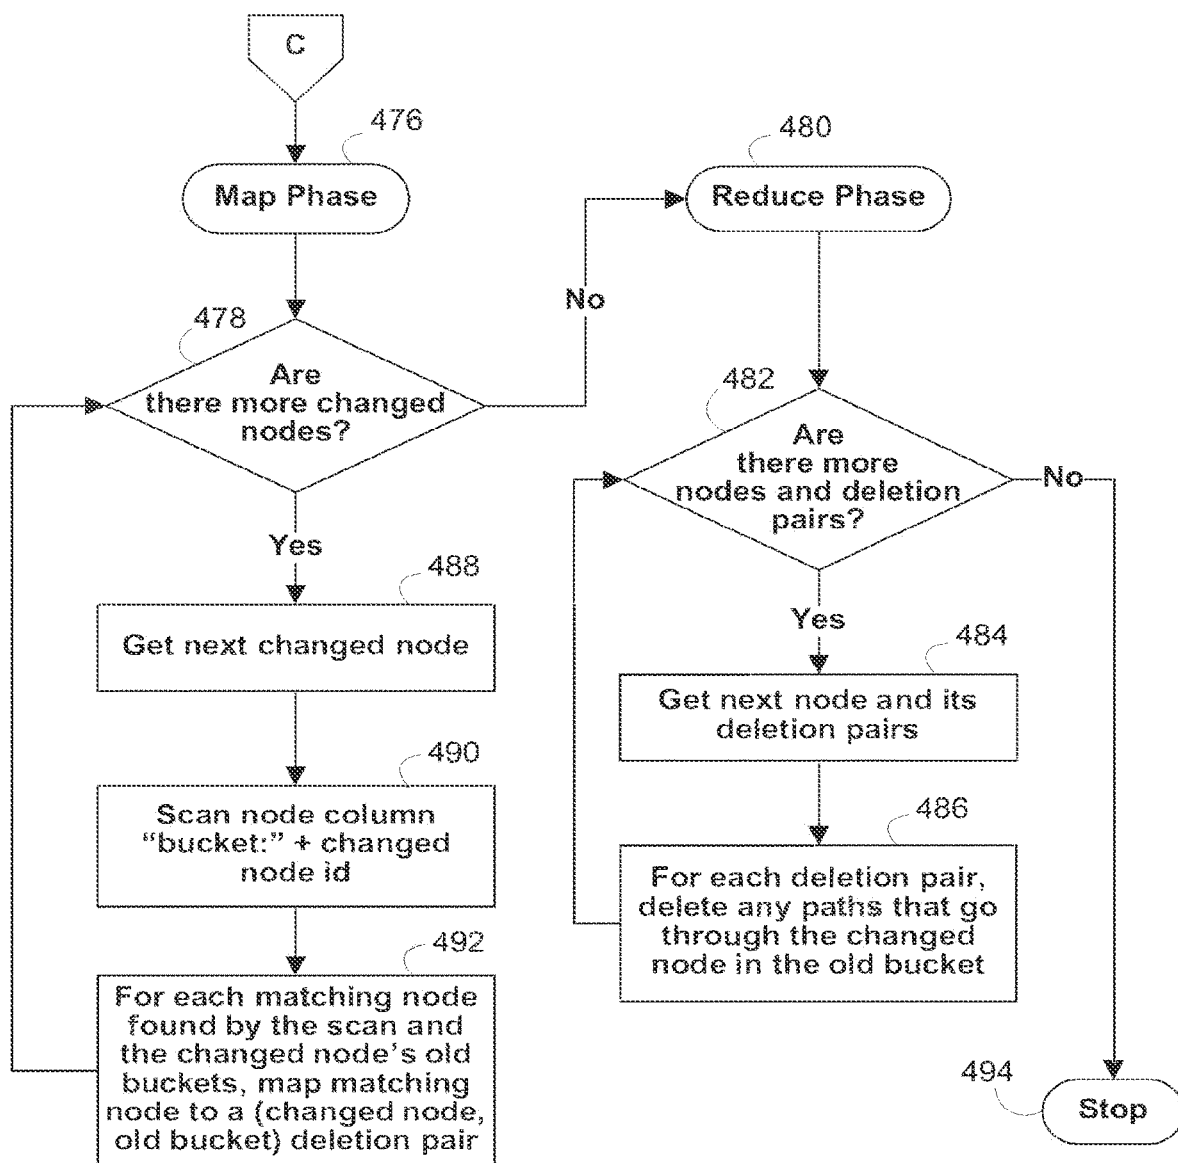 C
476
Map Phase
478
Are
there more changed
nodes?
No
Yes
488
Get next changed node
490
Scan node column
“bucket:” + changed
node id
492
For each matching node
found by the scan and
the changed node's old
buckets, map matching
node to a (changed node,
old bucket) deletion pair
480
Reduce Phase
482
Are
there more
nodes and deletion
pairs?
No
Yes
484
Get next node and its
deletion pairs
486
For each deletion pair,
delete any paths that go
through the changed
node in the old bucket
494
Stop